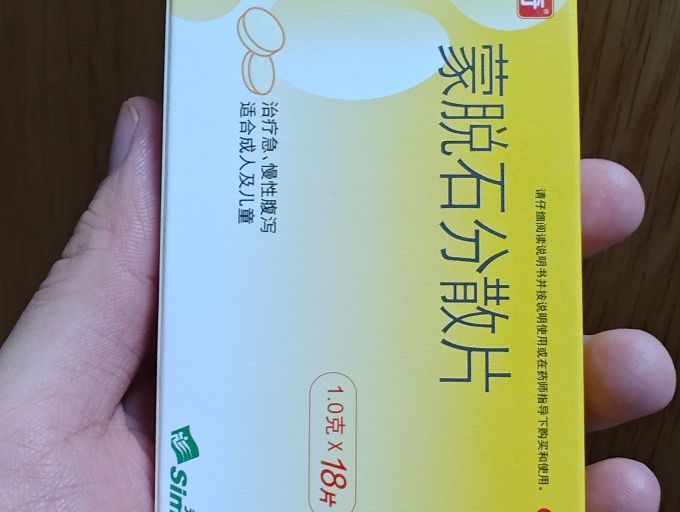 蒙脱石分散片
请仔细阅读说明书并按说明使用或在药师指导下购买和使用。
治疗急、慢性腹泻
适合成人及儿童
1.0克 X 18片